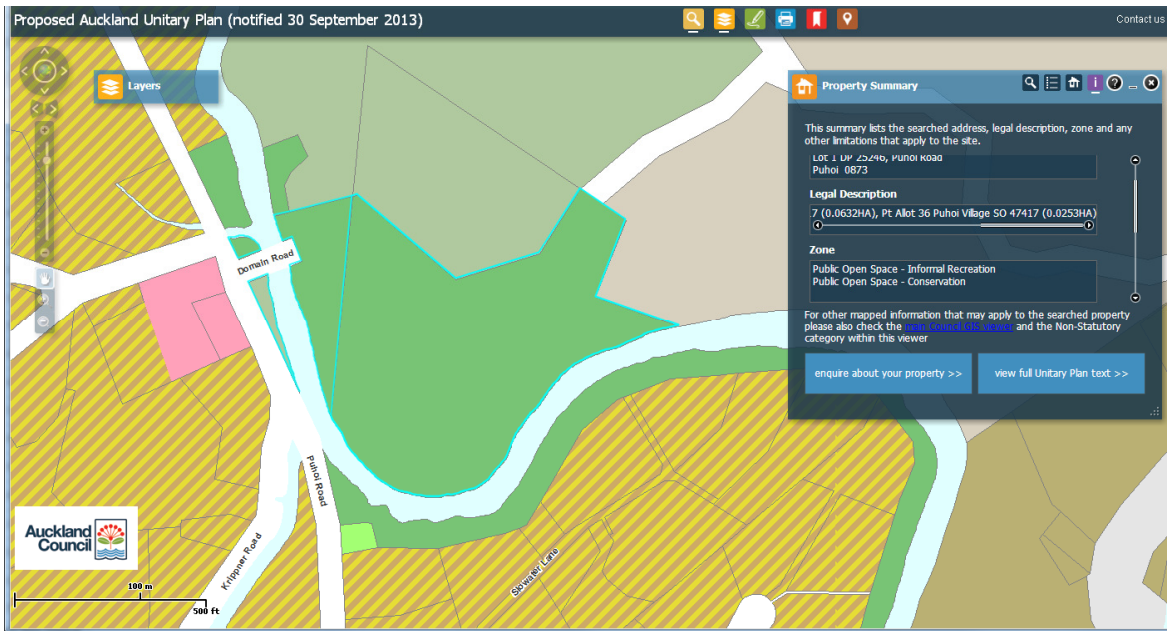 Proposed Auckland Unitary Plan (notified 30 September 2013)
Contact us
Layers
Property Summary
This summary lists the searched address, legal description, zone and any
other limitations that apply to the site.
Lot 1 DP 25246, Puhoi Road
Puhoi 0873
Legal Description
.7 (0.0632HA), Pt Allot 36 Puhoi Village SO 47417 (0.0253HA)
Zone
Public Open Space - Informal Recreation
Public Open Space - Conservation
For other mapped information that may apply to the searched property
please also check the main Council GIS viewer and the Non-Statutory
category within this viewer
enquire about your property >>
view full Unitary Plan text >>
Domain Road
Puhoi Road
Krippner Road
Slowater Lane
Auckland
Council
100 m
500 ft